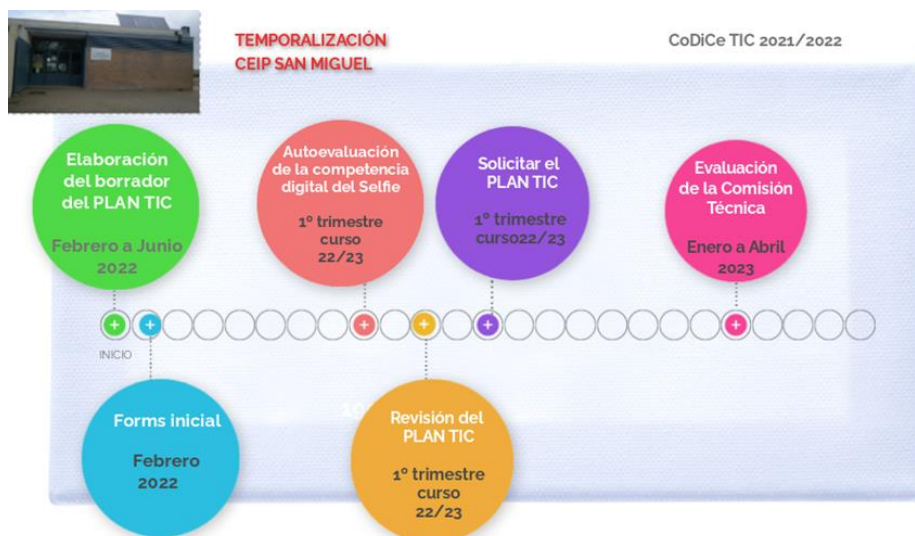 TEMPORALIZACIÓN
CEIP SAN MIGUEL
CoDiCe TIC 2021/2022
Elaboración
del borrador
del PLAN TIC
Febrero a Junio
2022
Autoevaluación
de la competencia
digital del Selfie
1º trimestre
curso
22/23
Solicitar el
PLAN TIC
1º trimestre
curso22/23
Evaluación
de la Comisión
Técnica
Enero a Abril
2023
INICIO
Forms inicial
Febrero
2022
Revisión del
PLAN TIC
1º trimestre
curso
22/23